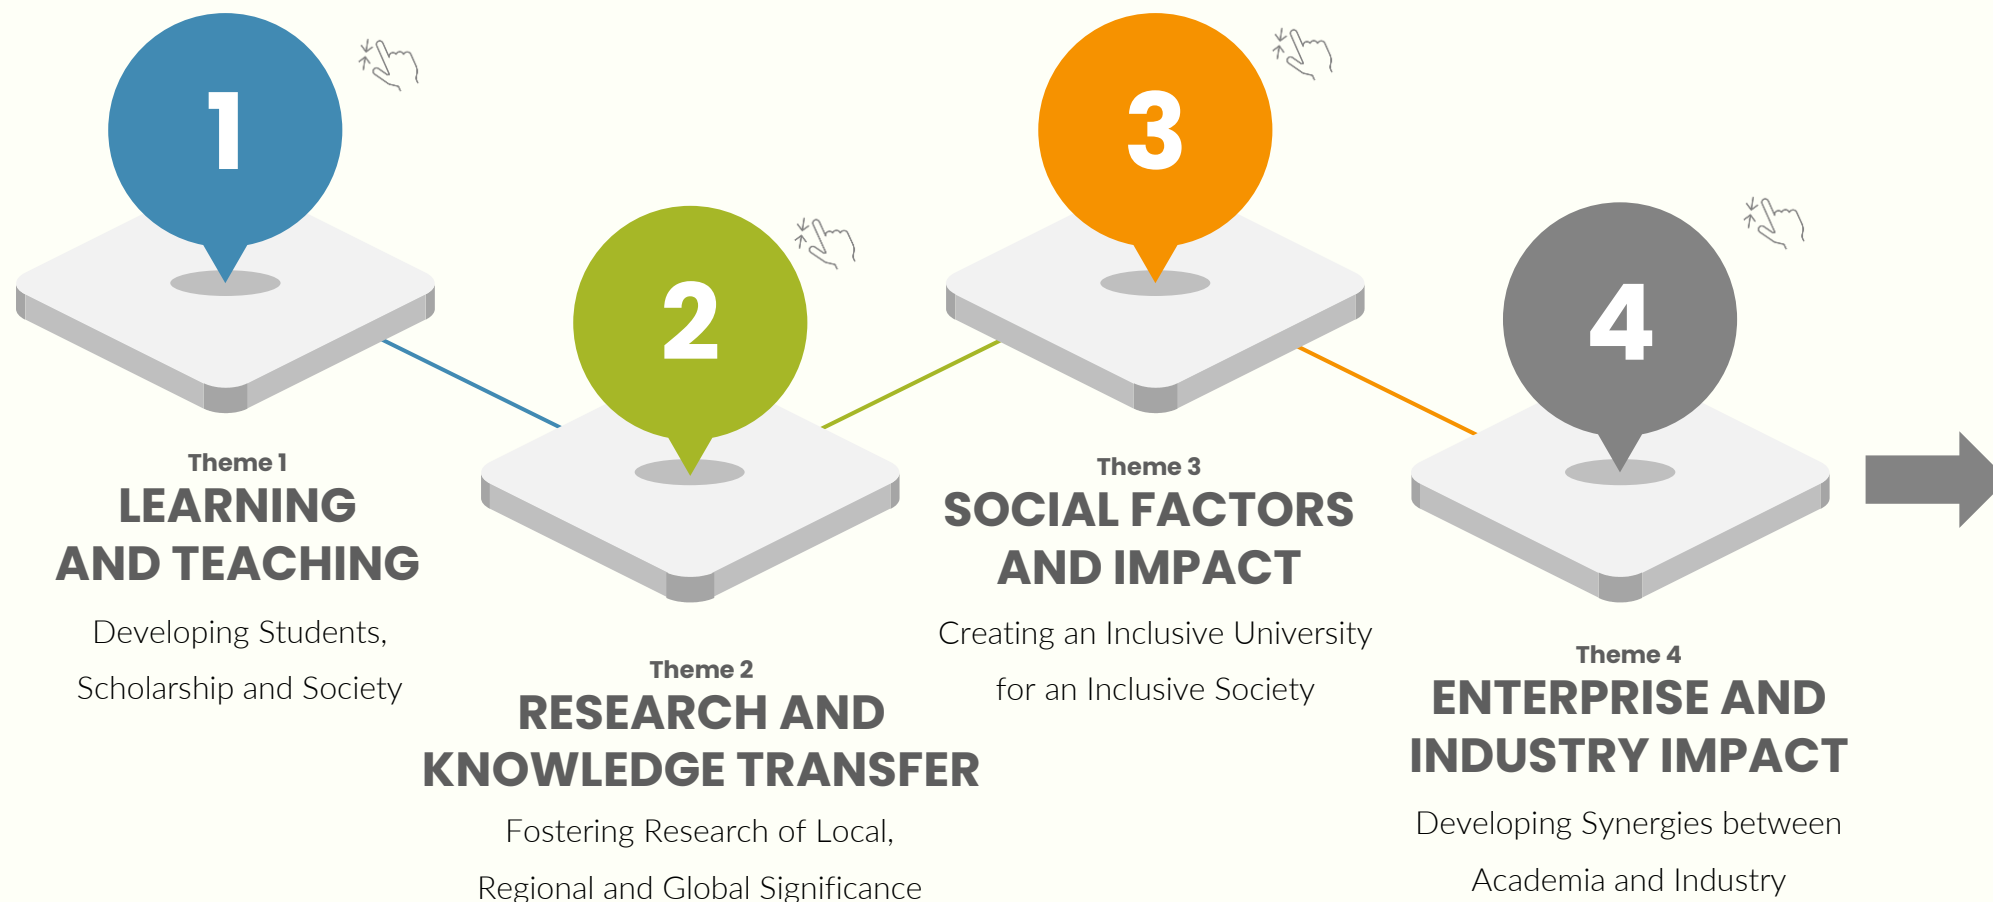 1
Theme 1
LEARNING
AND TEACHING
Developing Students,
Scholarship and Society
2
Theme 2
RESEARCH AND
KNOWLEDGE TRANSFER
Fostering Research of Local,
Regional and Global Significance
3
Theme 3
SOCIAL FACTORS
AND IMPACT
Creating an Inclusive University
for an Inclusive Society
4
Theme 4
ENTERPRISE AND
INDUSTRY IMPACT
Developing Synergies between
Academia and Industry